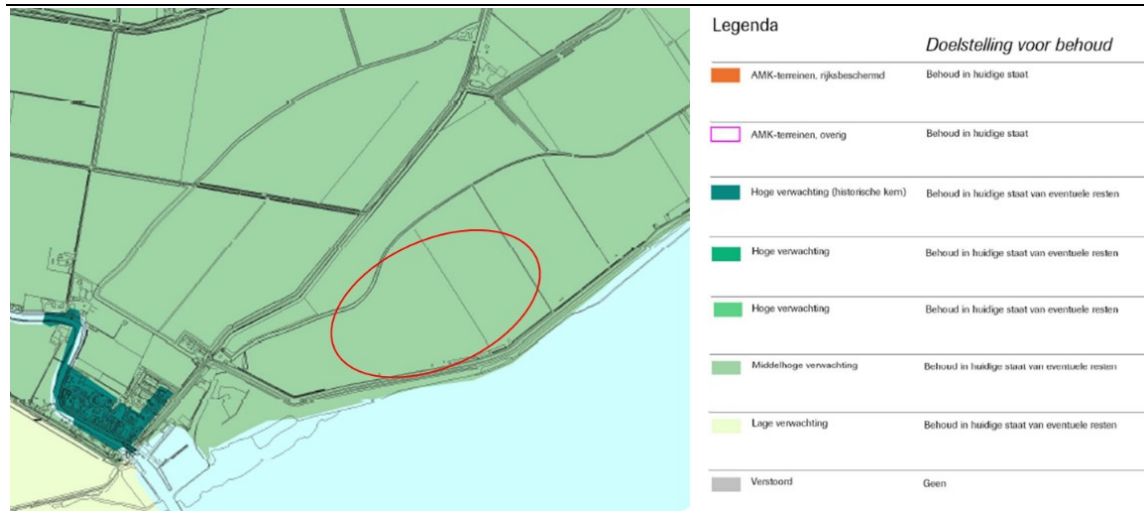 Legenda
Doelstelling voor behoud
AMK-terreinen, rijksbeschermd Behoud in huidige staat
AMK-terreinen, overig Behoud in huidige staat
Hoge verwachting (historische kern) Behoud in huidige staat van eventuele resten
Hoge verwachting Behoud in huidige staat van eventuele resten
Hoge verwachting Behoud in huidige staat van eventuele resten
Middelhoge verwachting Behoud in huidige staat van eventuele resten
Lage verwachting Behoud in huidige staat van eventuele resten
Verstoord Geen